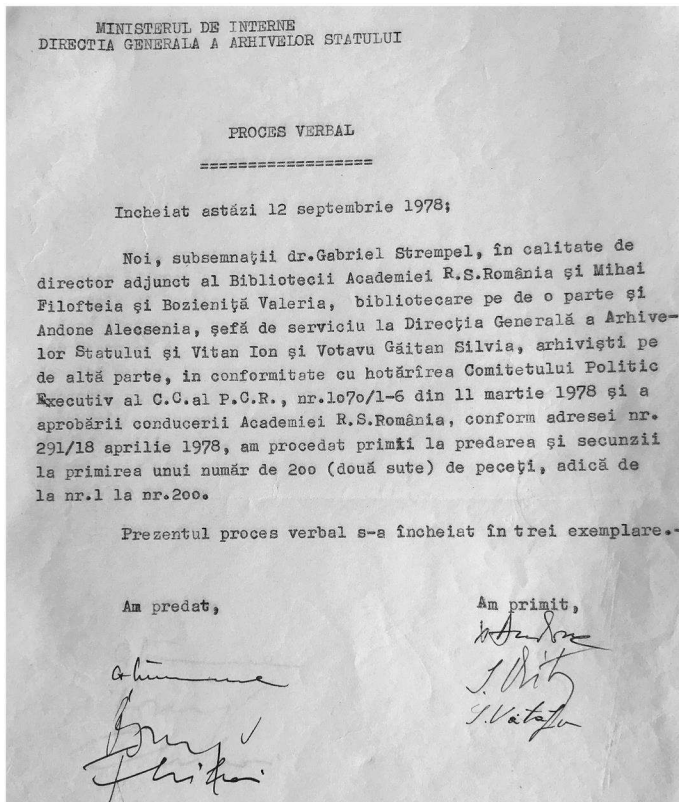 MINISTERUL DE INTERNE
DIRECTIA GENERALA A ARHIVELOR STATULUI
PROCES VERBAL
==================
Incheiat astăzi 12 septembrie 1978;
Noi, subsemnaţii dr.Gabriel Strempel, în calitate de
director adjunct al Bibliotecii Academiei R.S.România şi Mihai
Filofteia şi Bozieniţă Valeria, bibliotecare pe de o parte şi
Andone Alecsenia, şefă de serviciu la Direcţia Generală a Arhive-
lor Statului şi Vitan Ion şi Votavu Găitan Silvia, arhivişti pe
de altă parte, in conformitate cu hotărîrea Comitetului Politic
Executiv al C.C.al P.C.R., nr.1o7o/1-6 din 11 martie 1978 şi a
aprobării conducerii Academiei R.S.România, conform adresei nr.
291/18 aprilie 1978, am procedat primii la predarea şi secunzii
la primirea unui număr de 2oo (două sute) de peceţi, adică de
la nr.1 la nr.2oo.
Prezentul proces verbal s-a încheiat în trei exemplare.-
Am predat,
Am primit,